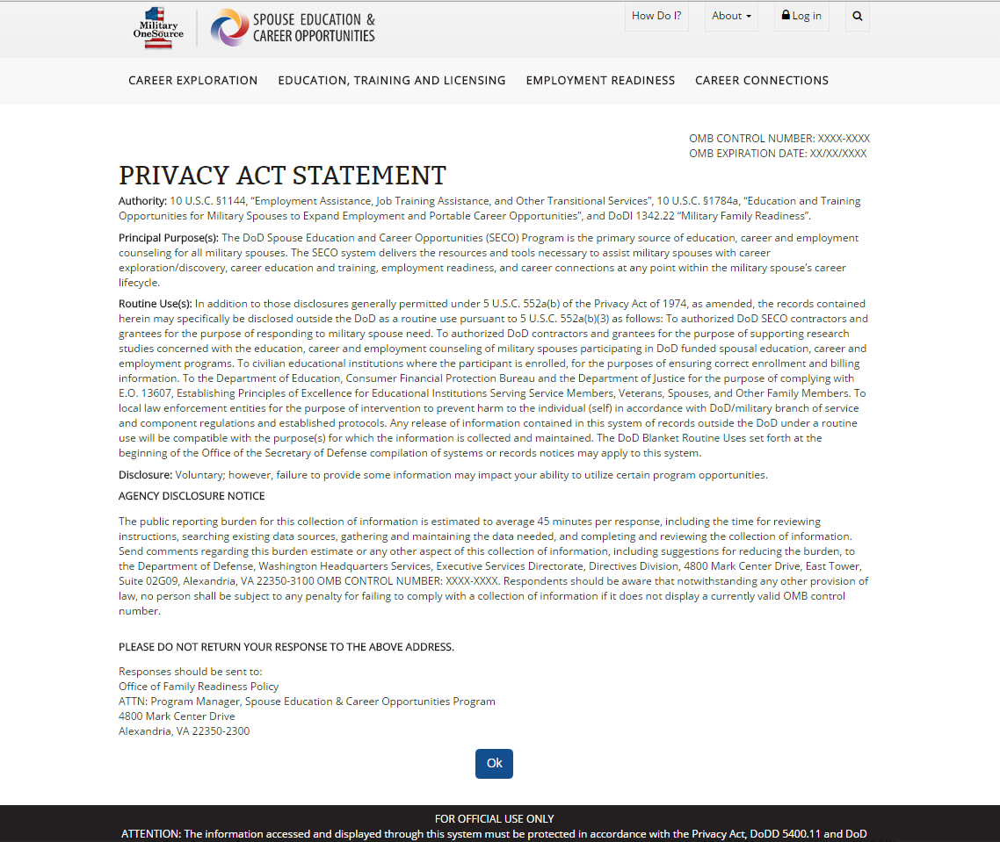 How Do I?
About
Log in
Military
OneSource
SPOUSE EDUCATION &
CAREER OPPORTUNITIES
CAREER EXPLORATION
EDUCATION, TRAINING AND LICENSING
EMPLOYMENT READINESS
CAREER CONNECTIONS
OMB CONTROL NUMBER: XXXX-XXXX
OMB EXPIRATION DATE: XX/XX/XXXX
PRIVACY ACT STATEMENT
Authority: 10 U.S.C. §1144, “Employment Assistance, Job Training Assistance, and Other Transitional Services”, 10 U.S.C. §1784a, “Education and Training
Opportunities for Military Spouses to Expand Employment and Portable Career Opportunities”, and DoDI 1342.22 “Military Family Readiness”.
Principal Purpose(s): The DoD Spouse Education and Career Opportunities (SECO) Program is the primary source of education, career and employment
counseling for all military spouses. The SECO system delivers the resources and tools necessary to assist military spouses with career
exploration/discovery, career education and training, employment readiness, and career connections at any point within the military spouse’s career
lifecycle.
Routine Use(s): In addition to those disclosures generally permitted under 5 U.S.C. 552a(b) of the Privacy Act of 1974, as amended, the records contained
herein may specifically be disclosed outside the DoD as a routine use pursuant to 5 U.S.C. 552a(b)(3) as follows: To authorized DoD SECO contractors and
grantees for the purpose of responding to military spouse need. To authorized DoD contractors and grantees for the purpose of supporting research
studies concerned with the education, career and employment counseling of military spouses participating in DoD funded spousal education, career and
employment programs. To civilian educational institutions where the participant is enrolled, for the purposes of ensuring correct enrollment and billing
information. To the Department of Education, Consumer Financial Protection Bureau and the Department of Justice for the purpose of complying with
E.O. 13607, Establishing Principles of Excellence for Educational Institutions Serving Service Members, Veterans, Spouses, and Other Family Members. To
local law enforcement entities for the purpose of intervention to prevent harm to the individual (self) in accordance with DoD/military branch of service
and component regulations and established protocols. Any release of information contained in this system of records outside the DoD under a routine
use will be compatible with the purpose(s) for which the information is collected and maintained. The DoD Blanket Routine Uses set forth at the
beginning of the Office of the Secretary of Defense compilation of systems or records notices may apply to this system.
Disclosure: Voluntary; however, failure to provide some information may impact your ability to utilize certain program opportunities.
AGENCY DISCLOSURE NOTICE
The public reporting burden for this collection of information is estimated to average 45 minutes per response, including the time for reviewing
instructions, searching existing data sources, gathering and maintaining the data needed, and completing and reviewing the collection of information.
Send comments regarding this burden estimate or any other aspect of this collection of information, including suggestions for reducing the burden, to
the Department of Defense, Washington Headquarters Services, Executive Services Directorate, Directives Division, 4800 Mark Center Drive, East Tower,
Suite 02G09, Alexandria, VA 22350-3100 OMB CONTROL NUMBER: XXXX-XXXX. Respondents should be aware that notwithstanding any other provision of
law, no person shall be subject to any penalty for failing to comply with a collection of information if it does not display a currently valid OMB control
number.
PLEASE DO NOT RETURN YOUR RESPONSE TO THE ABOVE ADDRESS.
Responses should be sent to:
Office of Family Readiness Policy
ATTN: Program Manager, Spouse Education & Career Opportunities Program
4800 Mark Center Drive
Alexandria, VA 22350-2300
Ok
FOR OFFICIAL USE ONLY
ATTENTION: The information accessed and displayed through this system must be protected in accordance with the Privacy Act, DoDD 5400.11 and DoD